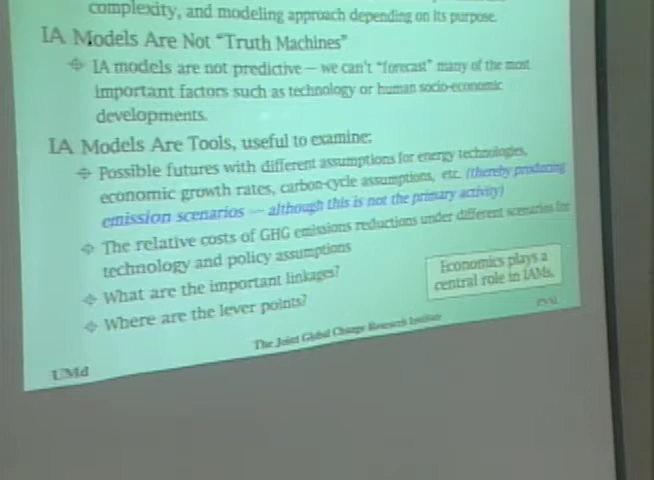 complexity, and modeling approach depending on its purpose.
IA Models Are Not "Truth Machines"
IA models are not predictive – we can't "forecast" many of the most
important factors such as technology or human socio-economic
developments.
IA Models Are Tools, useful to examine:
Possible futures with different assumptions for energy technologies,
economic growth rates, carbon-cycle assumptions, etc. (thereby producing
emission scenarios — although this is not the primary activity)
The relative costs of GHG emissions reductions under different scenarios for
technology and policy assumptions
What are the important linkages?
Where are the lever points?
Economics plays a
central role in IAMs.
UMd
The Joint Global Change Research Institute
PNNL